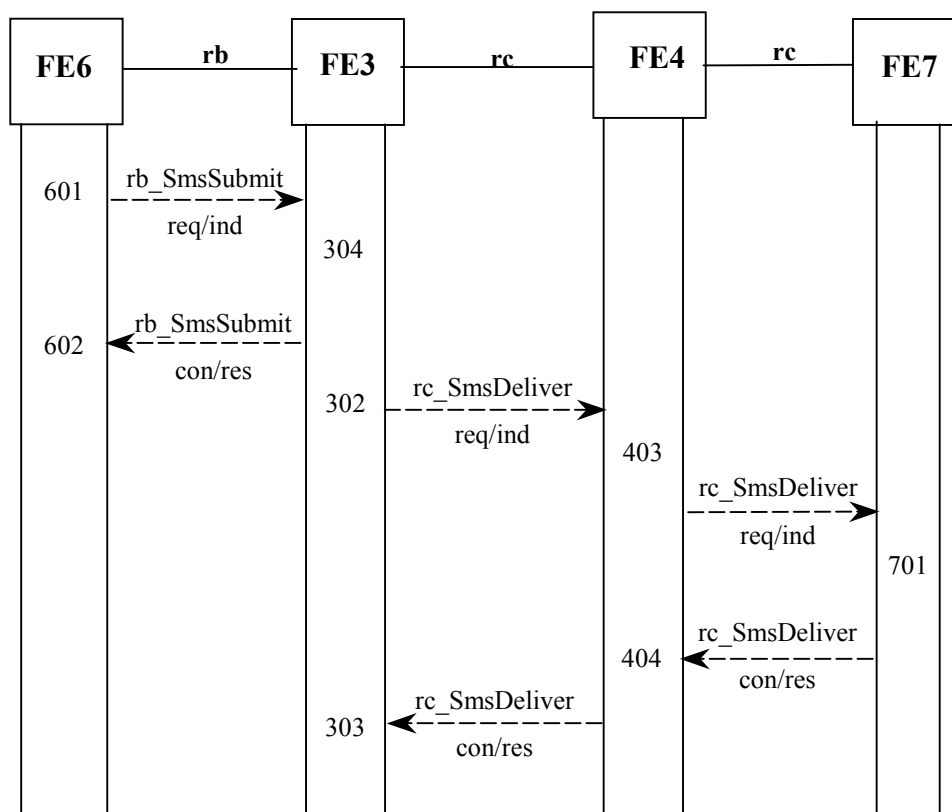 FE6 rb FE3 rc FE4 rc FE7
601 rb_SmsSubmit
req/ind
304
602 rb_SmsSubmit
con/res
302 rc_SmsDeliver
req/ind
403
rc_SmsDeliver
req/ind
701
404 rc_SmsDeliver
con/res
303 rc_SmsDeliver
con/res